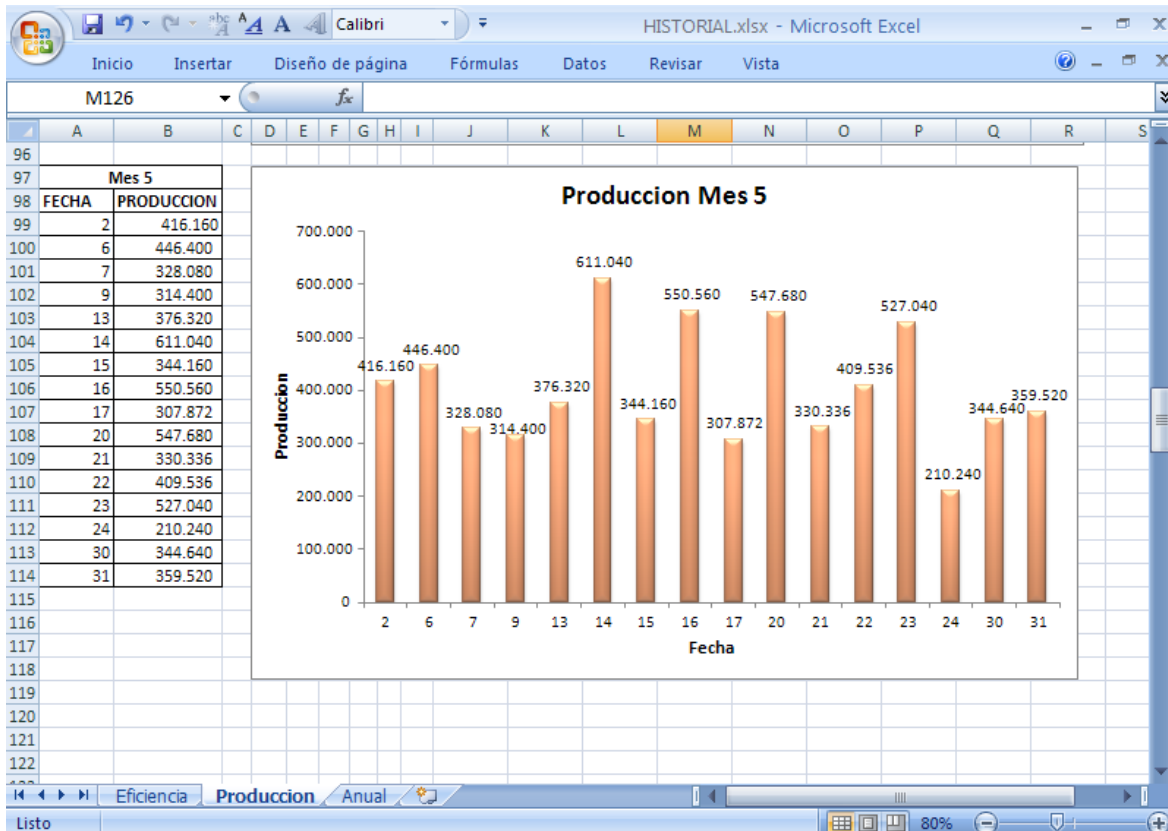 Calibri
HISTORIAL.xlsx - Microsoft Excel
Inicio Insertar Diseño de página Fórmulas Datos Revisar Vista
M126 fx
A B C D E F G H I J K L M N O P Q R S
96
97 Mes 5
98 FECHA PRODUCCION
99 2 416.160
100 6 446.400
101 7 328.080
102 9 314.400
103 13 376.320
104 14 611.040
105 15 344.160
106 16 550.560
107 17 307.872
108 20 547.680
109 21 330.336
110 22 409.536
111 23 527.040
112 24 210.240
113 30 344.640
114 31 359.520
115
116
117
118
119
120
121
122
Produccion Mes 5
Produccion
700.000
600.000
500.000
400.000
300.000
200.000
100.000
0
416.160 446.400 328.080 314.400 376.320 611.040 344.160 550.560 307.872 547.680 330.336 409.536 527.040 210.240 344.640 359.520
2 6 7 9 13 14 15 16 17 20 21 22 23 24 30 31
Fecha
Eficiencia Produccion Anual
Listo 80%